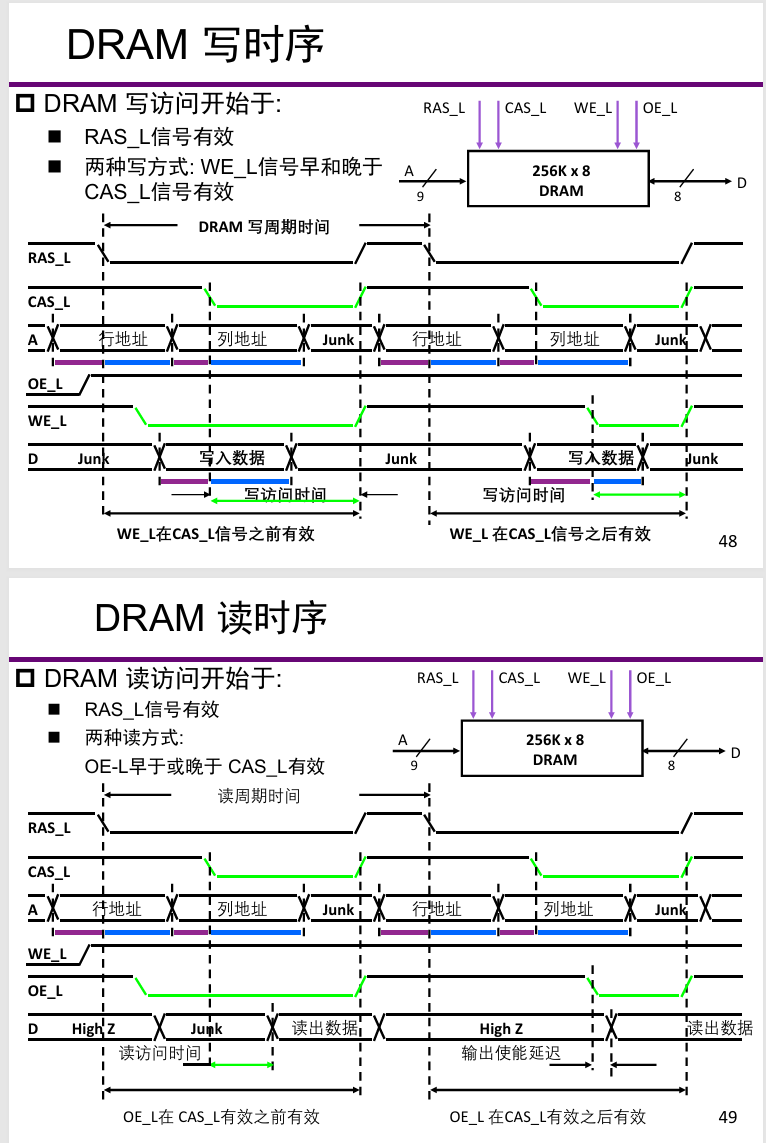 DRAM 写时序
DRAM 写访问开始于:
RAS_L信号有效
两种写方式: WE_L信号早和晚于
CAS_L信号有效
RAS_L CAS_L WE_L OE_L
A 9
256K x 8
DRAM
8 D
DRAM 写周期时间
RAS_L
CAS_L
A 行地址 列地址 Junk 行地址 列地址 Junk
OE_L
WE_L
D Junk 写入数据 Junk 写入数据 Junk
写访问时间 写访问时间
WE_L在CAS_L信号之前有效 WE_L 在CAS_L信号之后有效
48
DRAM 读时序
DRAM 读访问开始于:
RAS_L信号有效
两种读方式:
OE-L早于或晚于 CAS_L有效
RAS_L CAS_L WE_L OE_L
A 9
256K x 8
DRAM
8 D
读周期时间
RAS_L
CAS_L
A 行地址 列地址 Junk 行地址 列地址 Junk
WE_L
OE_L
D High Z Junk 读出数据 High Z 读出数据
读访问时间 输出使能延迟
OE_L在 CAS_L有效之前有效 OE_L 在CAS_L有效之后有效
49